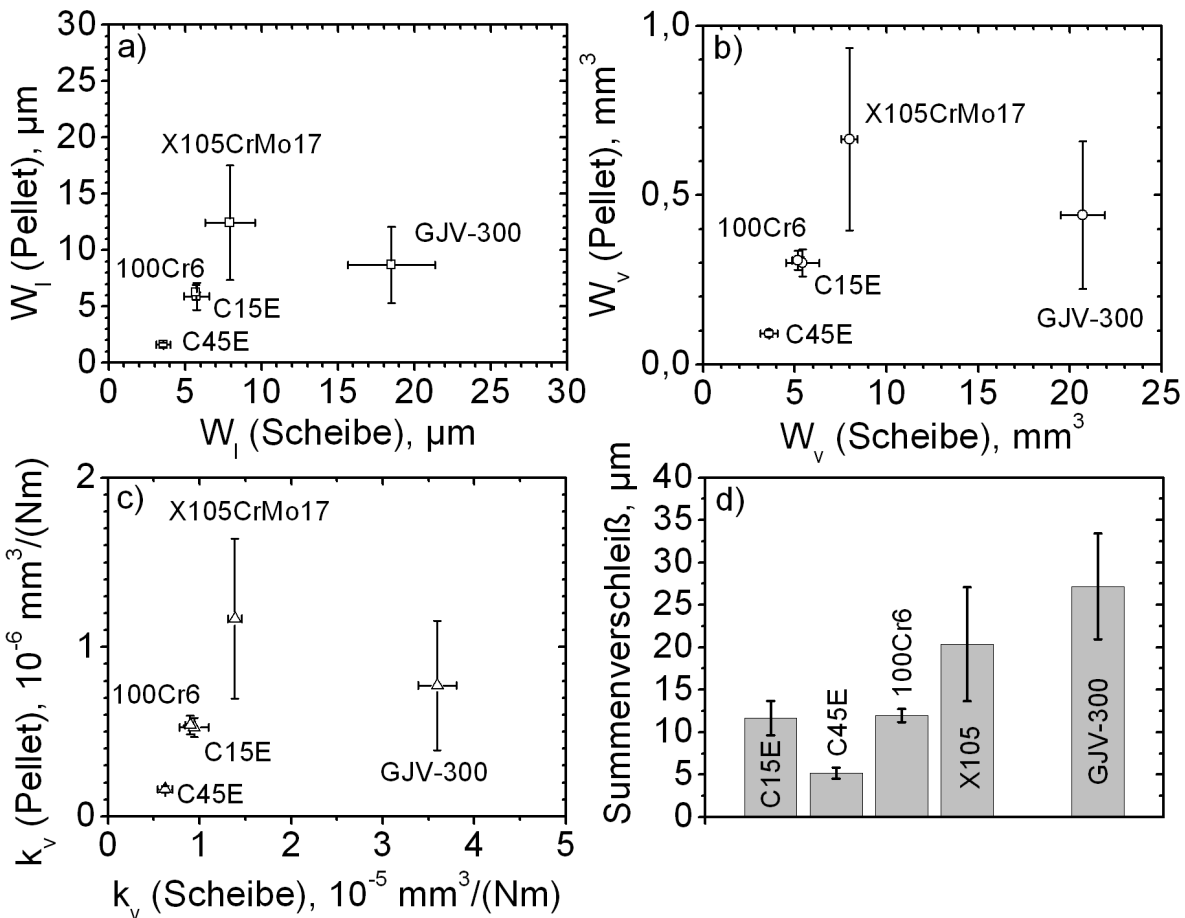 a)
30
25
20
15
10
5
0
W_l (Pellet), µm
X105CrMo17
GJV-300
100Cr6
C15E
C45E
0 5 10 15 20 25 30
W_l (Scheibe), µm
b)
1,0
0,5
0,0
W_v (Pellet), mm³
X105CrMo17
100Cr6
C15E
GJV-300
C45E
0 5 10 15 20 25
W_v (Scheibe), mm³
c)
2
1
0
k_v (Pellet), 10⁻⁶ mm³/(Nm)
X105CrMo17
100Cr6
C15E
GJV-300
C45E
0 1 2 3 4 5
k_v (Scheibe), 10⁻⁵ mm³/(Nm)
d)
40
35
30
25
20
15
10
5
0
Summenverschleiß, µm
C15E
C45E
100Cr6
X105
GJV-300